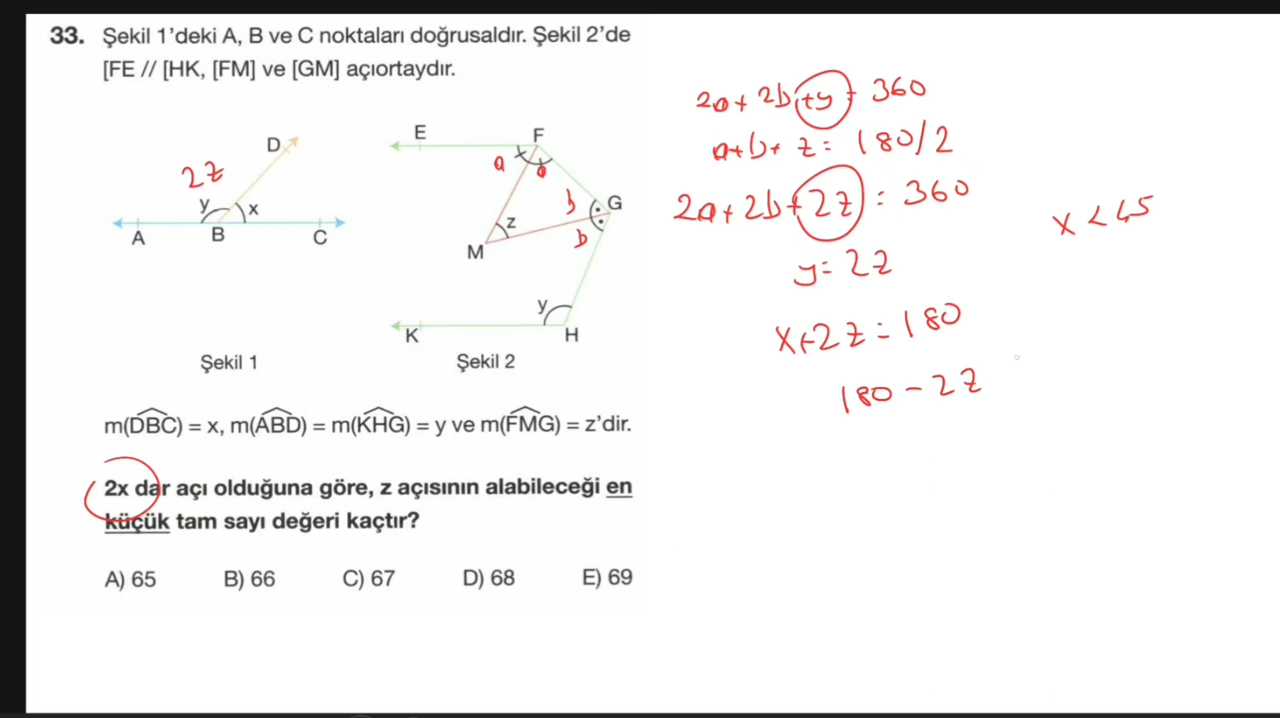 33. Şekil 1'deki A, B ve C noktaları doğrusaldır. Şekil 2'de
[FE // [HK, [FM] ve [GM] açıortaydır.
D
2z
y
x
A
B
C
Şekil 1
E
F
a
a
b
G
z
b
M
y
K
H
Şekil 2
m(DBC) = x, m(ABD) = m(KHG) = y ve m(FMG) = z'dir.
2x dar açı olduğuna göre, z açısının alabileceği en
küçük tam sayı değeri kaçtır?
A) 65 B) 66 C) 67 D) 68 E) 69
2a + 2b + y = 360
a+b+ z = 180/2
2a + 2b + 2z = 360
y = 2z
x+2z = 180
180 - 2z
x < 45